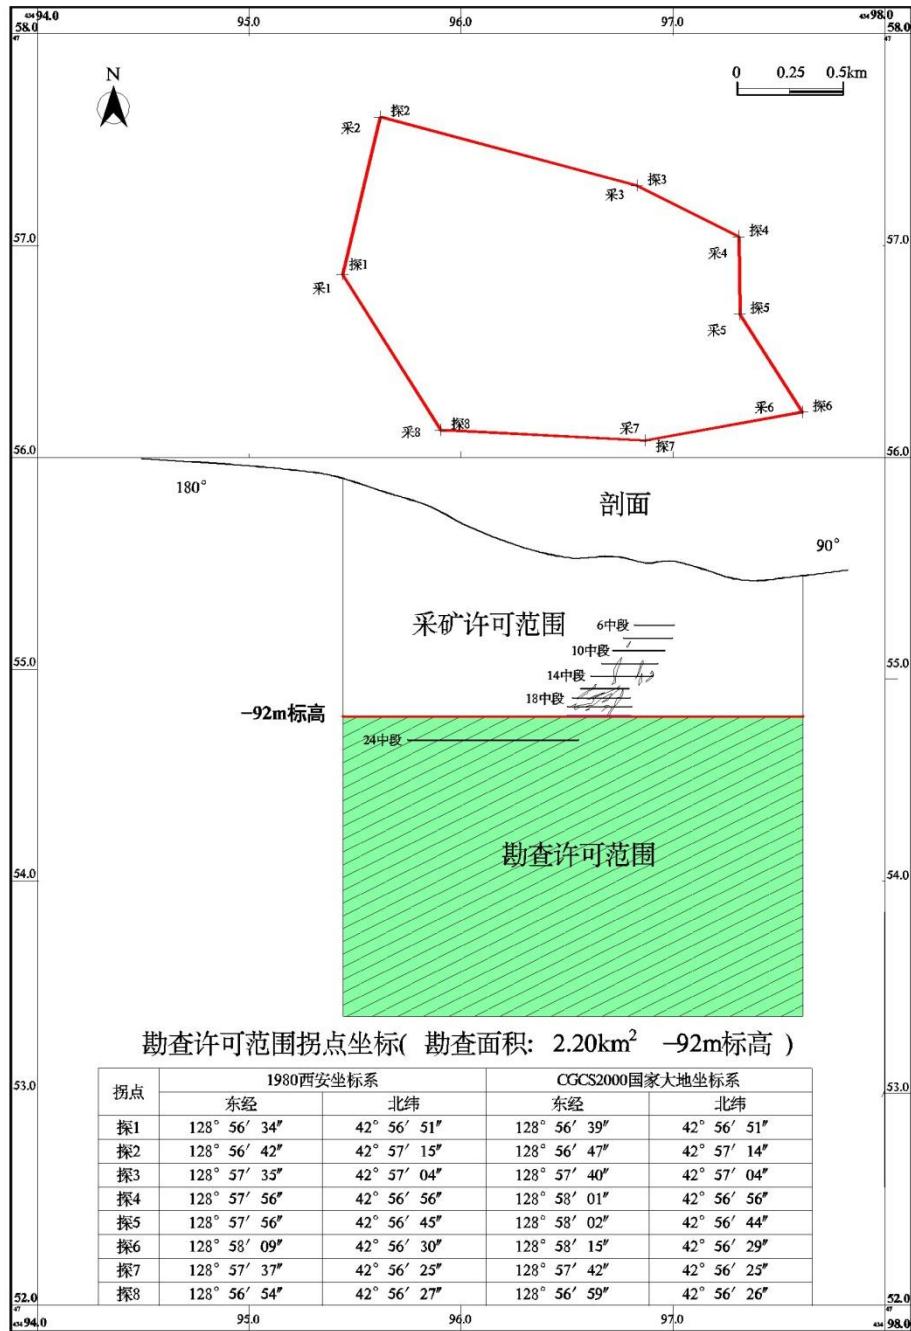 43494.0 95.0 96.0 97.0 43498.0
58.0 58.0
47 47
N
0 0.25 0.5km
探2
采2
探3
采3
探4
采4
57.0 57.0
探1
采1
探5
采5
采6 探6
采7
采8 探8
探7
56.0 56.0
180°
剖面
90°
采矿许可范围
6中段
10中段
55.0 55.0
14中段
18中段
−92m标高
24中段
勘查许可范围
54.0 54.0
勘查许可范围拐点坐标( 勘查面积: 2.20km² −92m标高 )
53.0 53.0
拐点 1980西安坐标系 CGCS2000国家大地坐标系
东经 北纬 东经 北纬
探1 128° 56′ 34″ 42° 56′ 51″ 128° 56′ 39″ 42° 56′ 51″
探2 128° 56′ 42″ 42° 57′ 15″ 128° 56′ 47″ 42° 57′ 14″
探3 128° 57′ 35″ 42° 57′ 04″ 128° 57′ 40″ 42° 57′ 04″
探4 128° 57′ 56″ 42° 56′ 56″ 128° 58′ 01″ 42° 56′ 56″
探5 128° 57′ 56″ 42° 56′ 45″ 128° 58′ 02″ 42° 56′ 44″
探6 128° 58′ 09″ 42° 56′ 30″ 128° 58′ 15″ 42° 56′ 29″
探7 128° 57′ 37″ 42° 56′ 25″ 128° 57′ 42″ 42° 56′ 25″
探8 128° 56′ 54″ 42° 56′ 27″ 128° 56′ 59″ 42° 56′ 26″
52.0 52.0
47 47
43494.0 95.0 96.0 97.0 43498.0